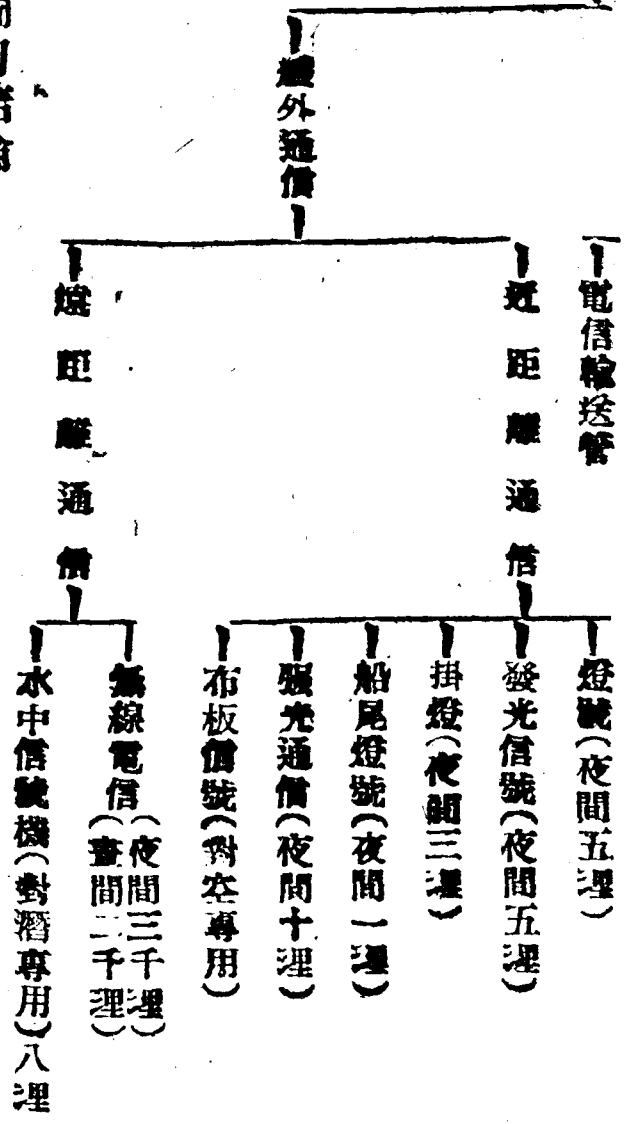 電信輸送管
艦外通信
近距離通信
燈號(夜間五浬)
發光信號(夜間五浬)
掛燈(夜間三浬)
船尾燈號(夜間一浬)
强光通信(夜間十浬)
布板信號(對空專用)
遠距離通信
無線電信
(夜間三千浬)
(晝間二千浬)
水中信號機(對潛專用)八浬